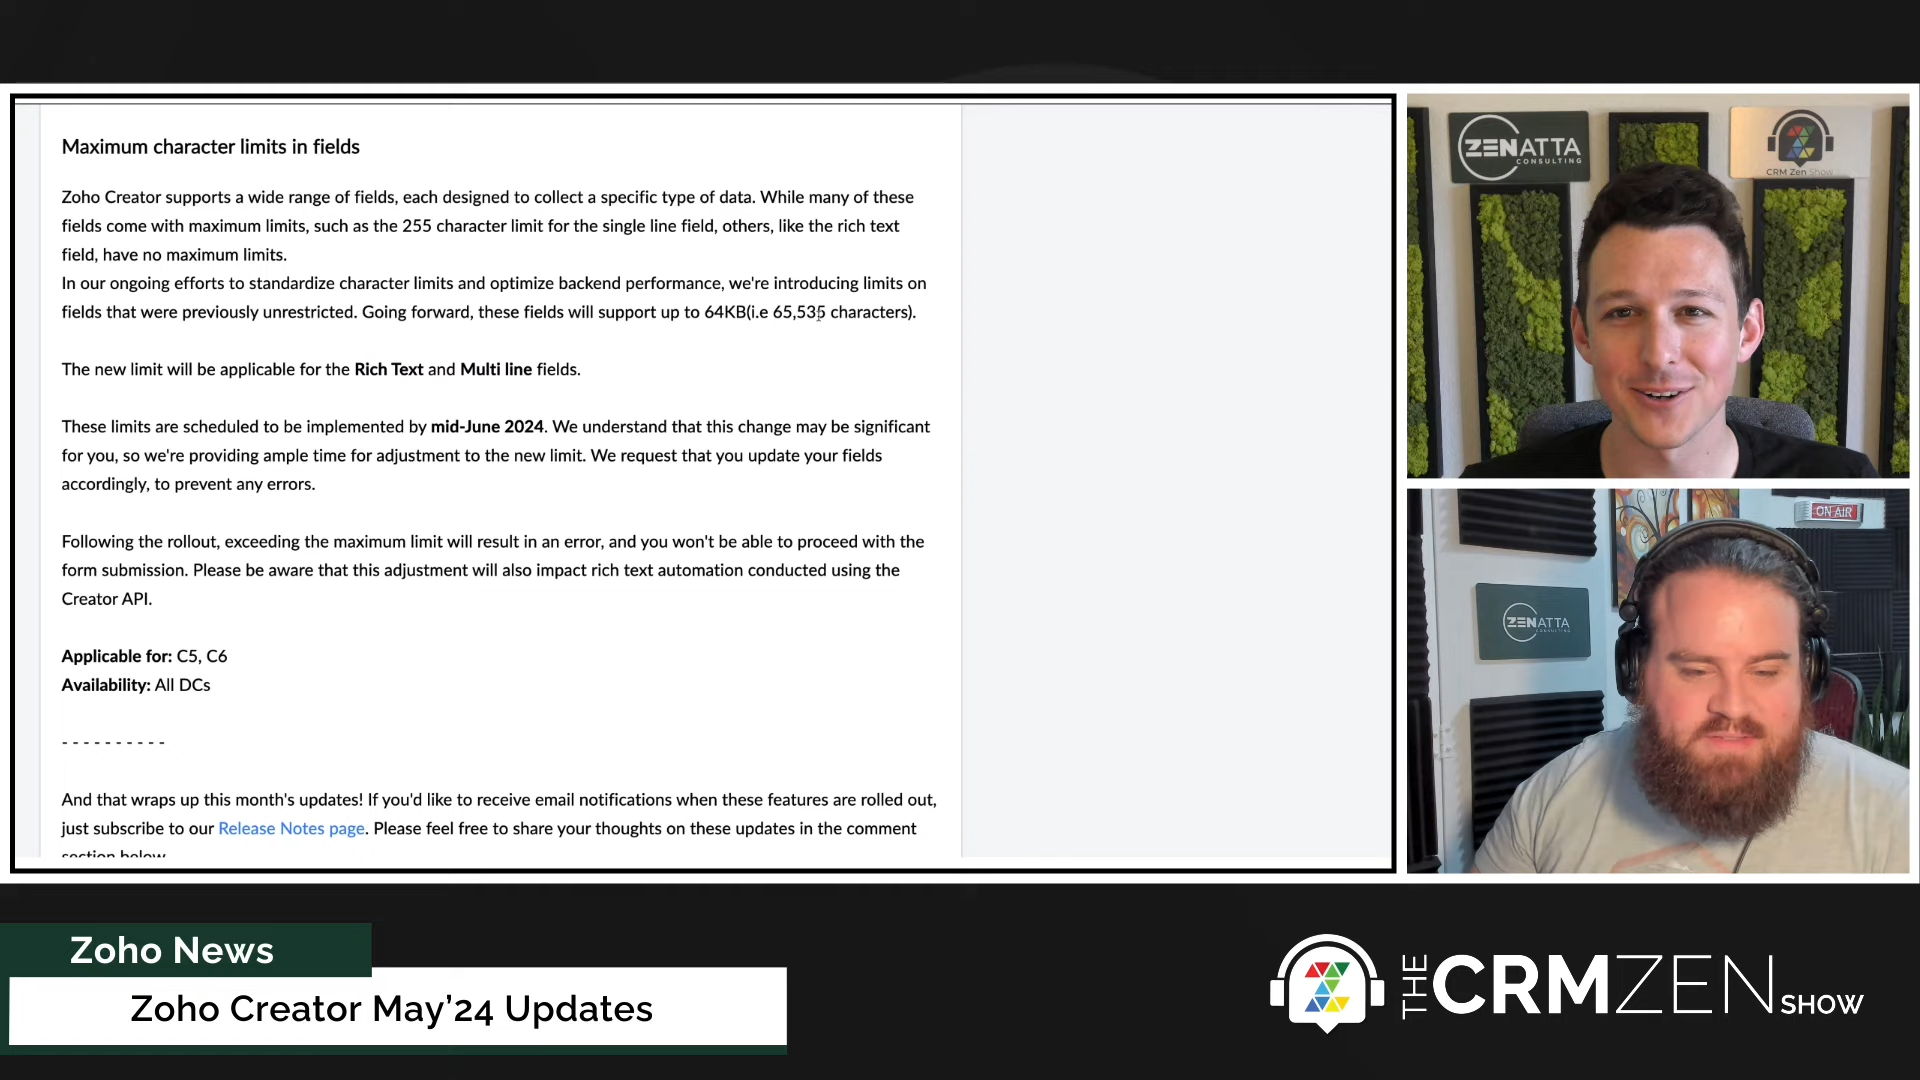 Maximum character limits in fields
Zoho Creator supports a wide range of fields, each designed to collect a specific type of data. While many of these
fields come with maximum limits, such as the 255 character limit for the single line field, others, like the rich text
field, have no maximum limits.
In our ongoing efforts to standardize character limits and optimize backend performance, we're introducing limits on
fields that were previously unrestricted. Going forward, these fields will support up to 64KB(i.e 65,535 characters).
The new limit will be applicable for the Rich Text and Multi line fields.
These limits are scheduled to be implemented by mid-June 2024. We understand that this change may be significant
for you, so we're providing ample time for adjustment to the new limit. We request that you update your fields
accordingly, to prevent any errors.
Following the rollout, exceeding the maximum limit will result in an error, and you won't be able to proceed with the
form submission. Please be aware that this adjustment will also impact rich text automation conducted using the
Creator API.
Applicable for: C5, C6
Availability: All DCs
- - - - - - - - - -
And that wraps up this month's updates! If you'd like to receive email notifications when these features are rolled out,
just subscribe to our Release Notes page. Please feel free to share your thoughts on these updates in the comment
section below.
ZENATTA
CONSULTING
CRM Zen Show
ON AIR
ZENATTA
CONSULTING
Zoho News
Zoho Creator May'24 Updates
THE CRMZEN SHOW